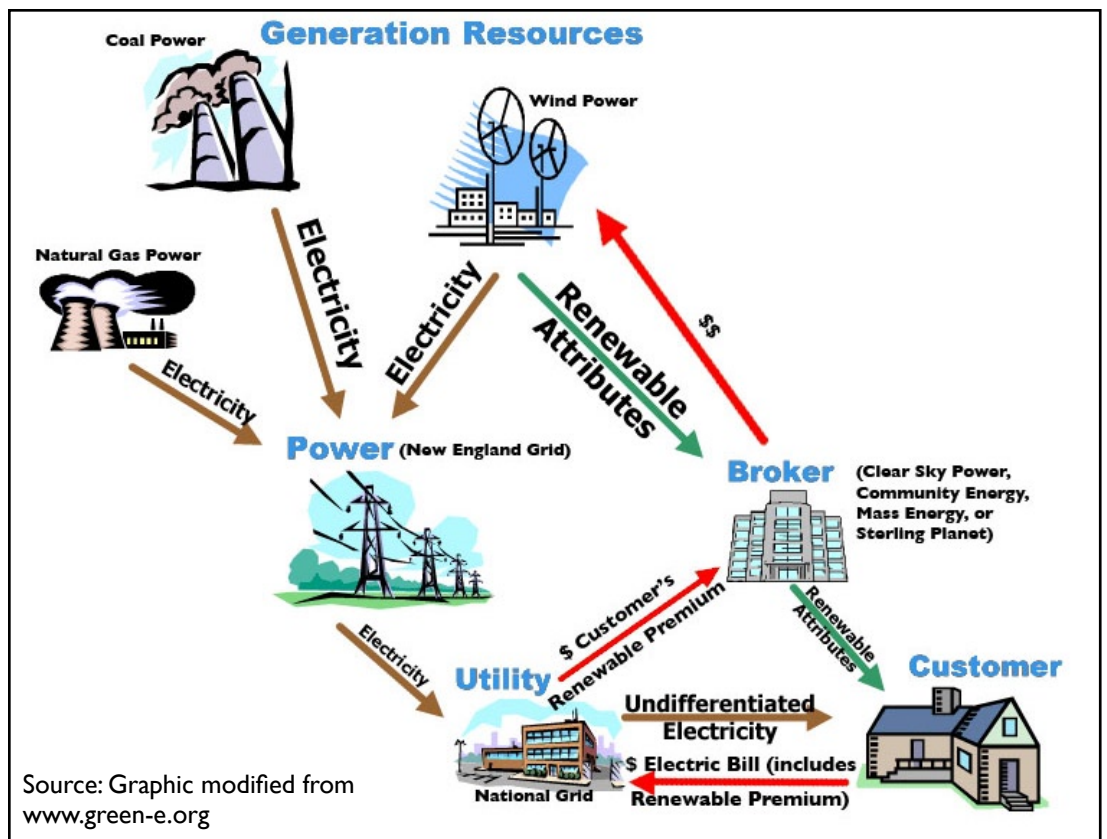 Generation Resources
Coal Power
Wind Power
Natural Gas Power
Electricity
Electricity
Electricity
Renewable
Attributes
$$
Power (New England Grid)
Broker
(Clear Sky Power,
Community Energy,
Mass Energy, or
Sterling Planet)
Electricity
$ Customer's
Renewable Premium
Renewable
Attributes
Utility
Customer
Undifferentiated
Electricity
$ Electric Bill (includes
Renewable Premium)
National Grid
Source: Graphic modified from
www.green-e.org